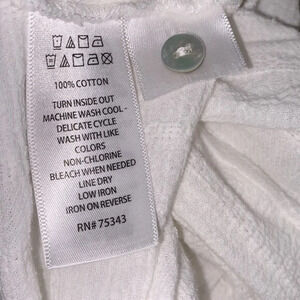 100% COTTON
TURN INSIDE OUT
MACHINE WASH COOL -
DELICATE CYCLE
WASH WITH LIKE
COLORS
NON-CHLORINE
BLEACH WHEN NEEDED
LINE DRY
LOW IRON
IRON ON REVERSE
RN# 75343